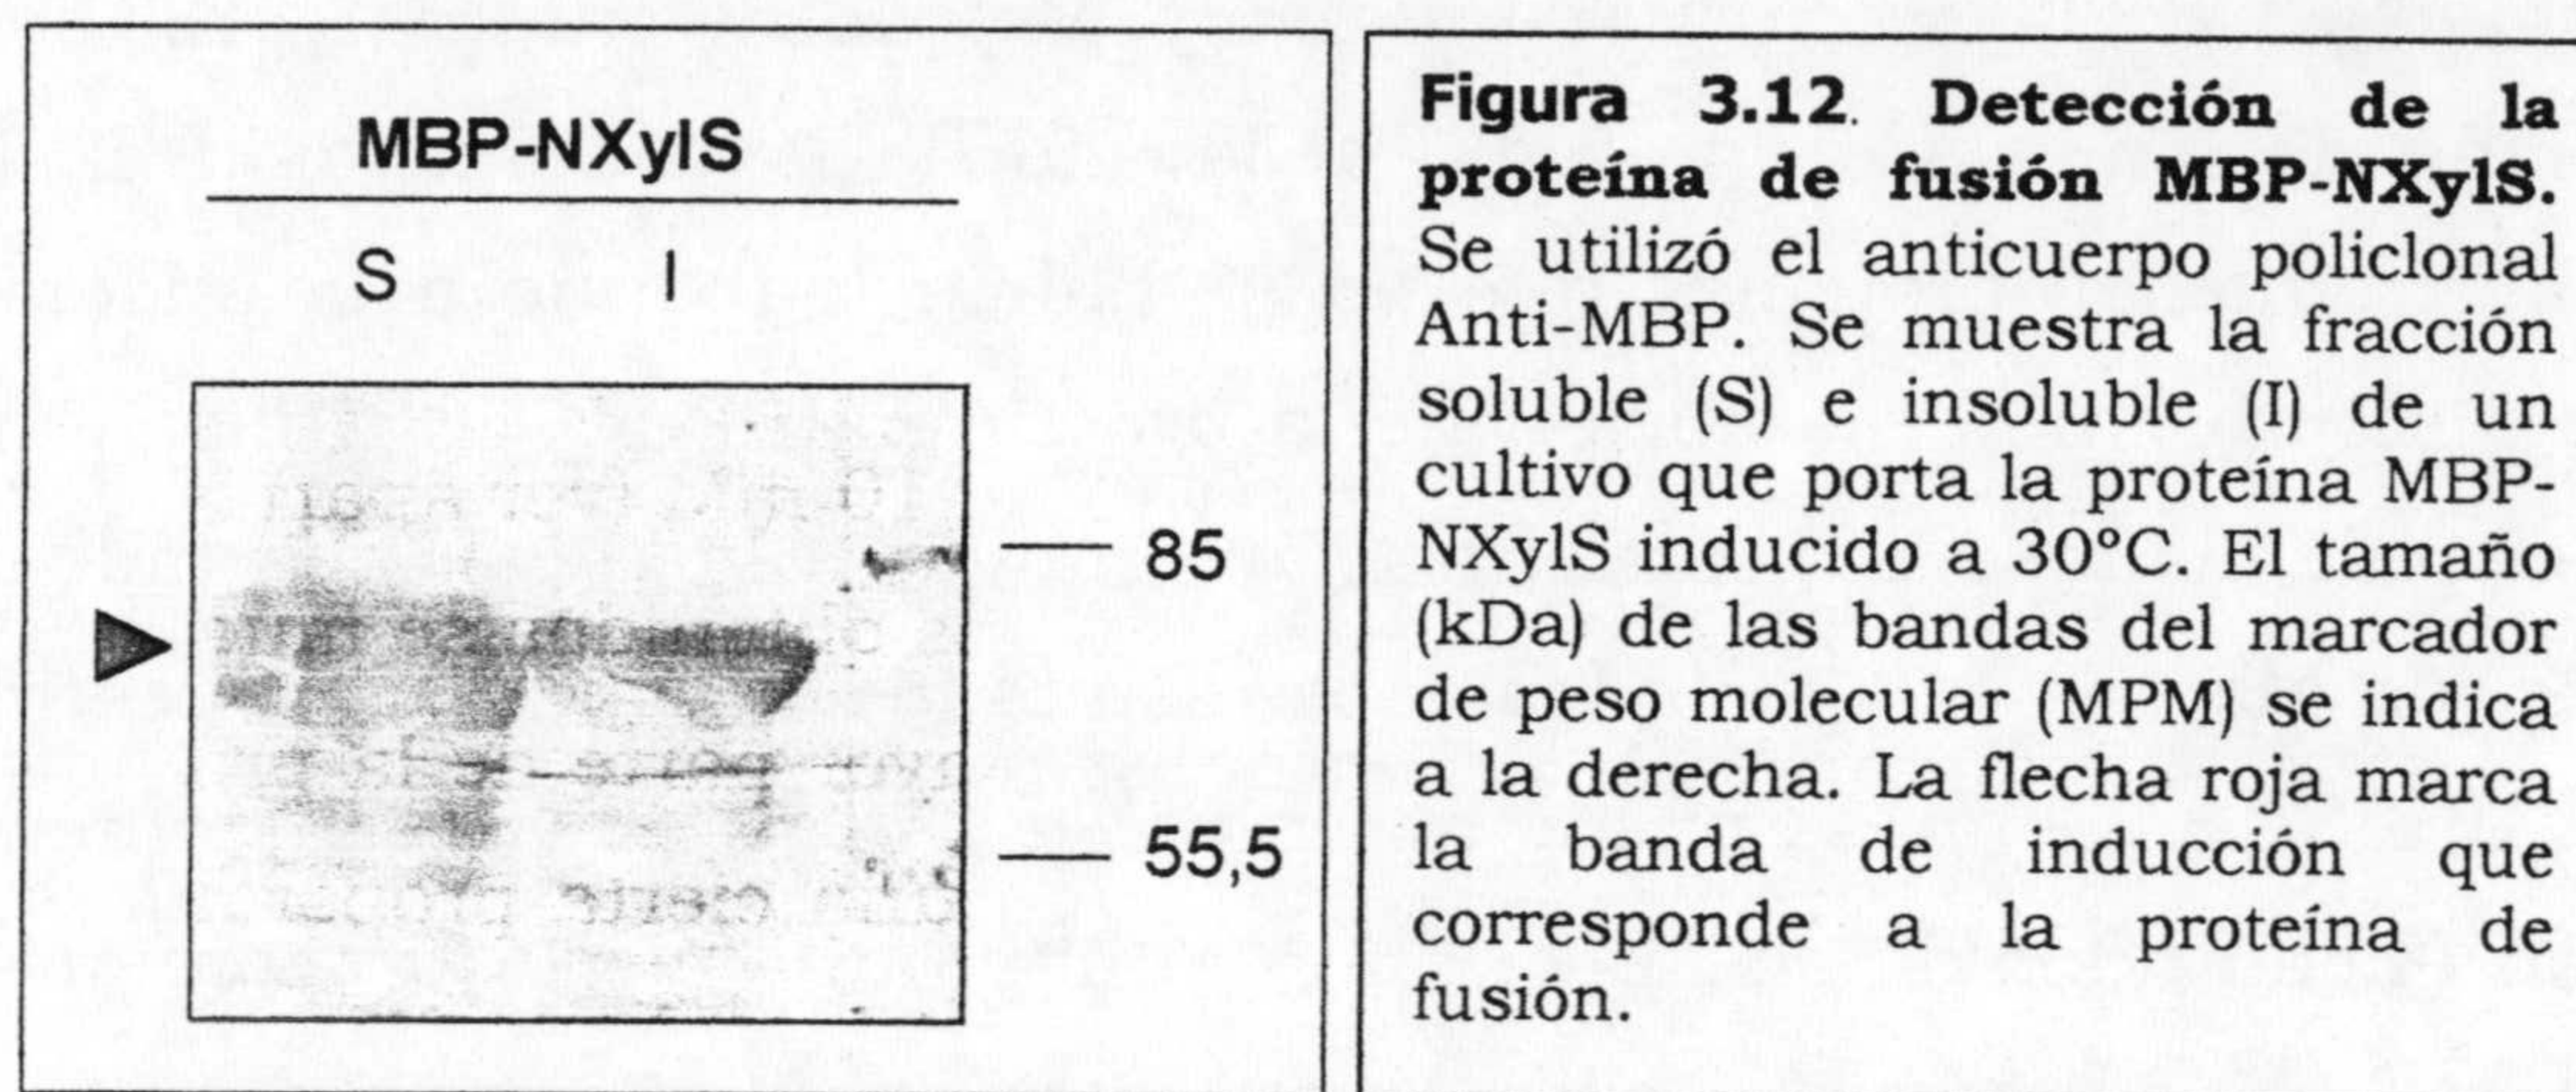 MBP-NXylS
S I
85
55,5
Figura 3.12. Detección de la
proteína de fusión MBP-NXylS.
Se utilizó el anticuerpo policlonal
Anti-MBP. Se muestra la fracción
soluble (S) e insoluble (I) de un
cultivo que porta la proteína MBP-
NXylS inducido a 30°C. El tamaño
(kDa) de las bandas del marcador
de peso molecular (MPM) se indica
a la derecha. La flecha roja marca
la banda de inducción que
corresponde a la proteína de
fusión.